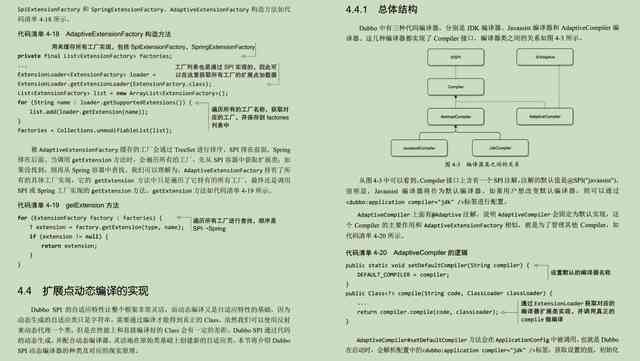 SpiExtensionFactory 和 SpringExtensionFactory。AdaptiveExtensionFactory 构造方法如代
码清单 4-18 所示。
代码清单 4-18 AdaptiveExtensionFactory 构造方法
用来缓存所有工厂实现，包括 SpiExtensionFactory, SpringExtensionFactory
private final List<ExtensionFactory> factories;
...
工厂列表也是通过 SPI 实现的，因此可
以在这里获取所有工厂的扩展点加载器
ExtensionLoader<ExtensionFactory> loader =
ExtensionLoader.getExtensionLoader(ExtensionFactory.class);
List<ExtensionFactory> list = new ArrayList<ExtensionFactory>();
for (String name : loader.getSupportedExtensions()) {
list.add(loader.getExtension(name));
}
遍历所有的工厂名称，获取对
应的工厂，并保存到 factories
列表中
factories = Collections.unmodifiableList(list);
被 AdaptiveExtensionFactory 缓存的工厂会通过 TreeSet 进行排序，SPI 排在前面，Spring
排在后面。当调用 getExtension 方法时，会遍历所有的工厂，先从 SPI 容器中获取扩展类；如
果没找到，则再从 Spring 容器中查找。我们可以理解为，AdaptiveExtensionFactory 持有了所
有的具体工厂实现，它的 getExtension 方法中只是遍历了它持有的所有工厂，最终还是调用
SPI 或 Spring 工厂实现的 getExtension 方法。getExtension 方法如代码清单 4-19 所示。
代码清单 4-19 getExtension 方法
for (ExtensionFactory factory : factories) {
T extension = factory.getExtension(type, name);
if (extension != null) {
return extension;
}
}
遍历所有工厂进行查找，顺序是
SPI→Spring
4.4 扩展点动态编译的实现
Dubbo SPI 的自适应特性让整个框架非常灵活，而动态编译又是自适应特性的基础，因为
动态生成的自适应类只是字符串，需要通过编译才能得到真正的 Class。虽然我们可以使用反射
来动态代理一个类，但是在性能上和直接编译好的 Class 会有一定的差距。Dubbo SPI 通过代码
的动态生成，并配合动态编译器，灵活地在原始类基础上创建新的自适应类。本节将介绍 Dubbo
SPI 动态编译器的种类及对应的现实原理。
4.4.1 总体结构
Dubbo 中有三种代码编译器，分别是 JDK 编译器、Javassist 编译器和 AdaptiveCompiler 编
译器。这几种编译器都实现了 Compiler 接口，编译器类之间的关系如图 4-3 所示。
@SPI
@Adaptive
Compiler
AbstractCompiler
AdaptiveCompiler
JavassistCompiler
JdkCompiler
图 4-3 编译器类之间的关系
从图 4-3 中可以看到，Compiler 接口上含有一个 SPI 注解，注解的默认值是@SPI("javassist")，
很明显，Javassist 编译器将作为默认编译器。如果用户想改变默认编译器，则可以通过
<dubbo:application compiler="jdk" />标签进行配置。
AdaptiveCompiler 上面有@Adaptive 注解，说明 AdaptiveCompiler 会固定为默认实现，这
个 Compiler 的主要作用和 AdaptiveExtensionFactory 相似，就是为了管理其他 Compiler，如
代码清单 4-20 所示。
代码清单 4-20 AdaptiveCompiler 的逻辑
public static void setDefaultCompiler(String compiler) {
DEFAULT_COMPILER = compiler;
}
设置默认的编译器名称
public Class<?> compile(String code, ClassLoader classLoader) {
...
return compiler.compile(code, classLoader);
}
通过 ExtensionLoader 获取对应的
编译器扩展类实现，并调用真正的
compile 做编译
AdaptiveCompiler#setDefaultCompiler 方法会在 ApplicationConfig 中被调用，也就是 Dubbo
在启动时，会解析配置中的<dubbo:application compiler="jdk" />标签，获取设置的值，初始化